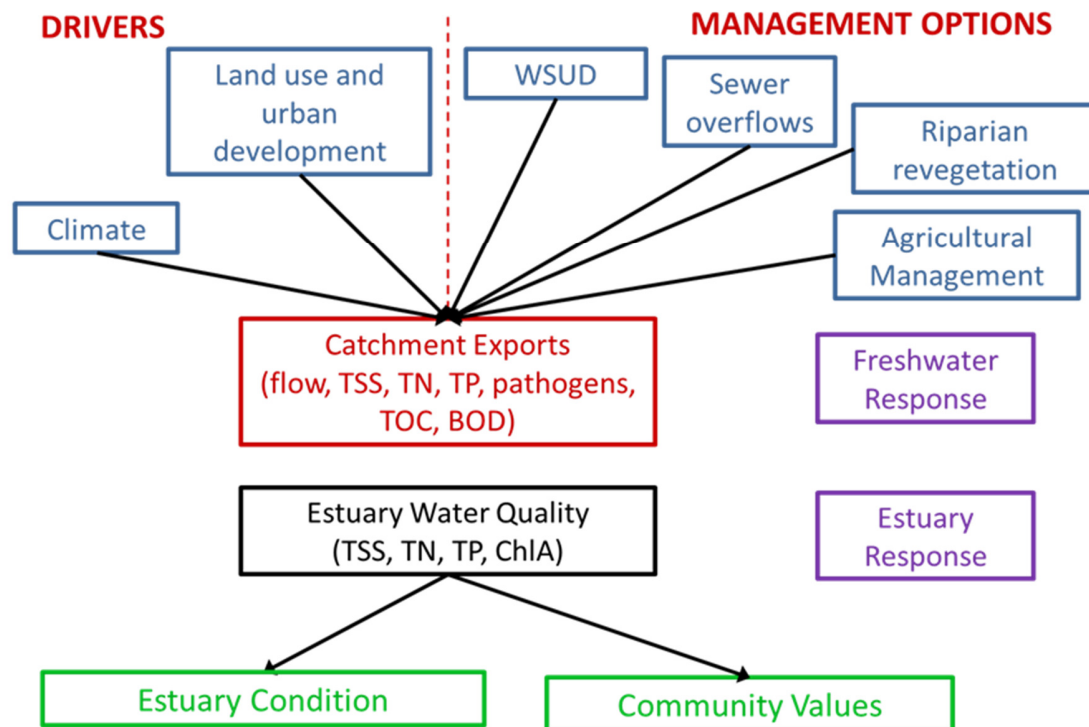 DRIVERS
MANAGEMENT OPTIONS
Land use and
urban
development
WSUD
Sewer
overflows
Riparian
revegetation
Climate
Agricultural
Management
Catchment Exports
(flow, TSS, TN, TP, pathogens,
TOC, BOD)
Freshwater
Response
Estuary Water Quality
(TSS, TN, TP, ChlA)
Estuary
Response
Estuary Condition
Community Values